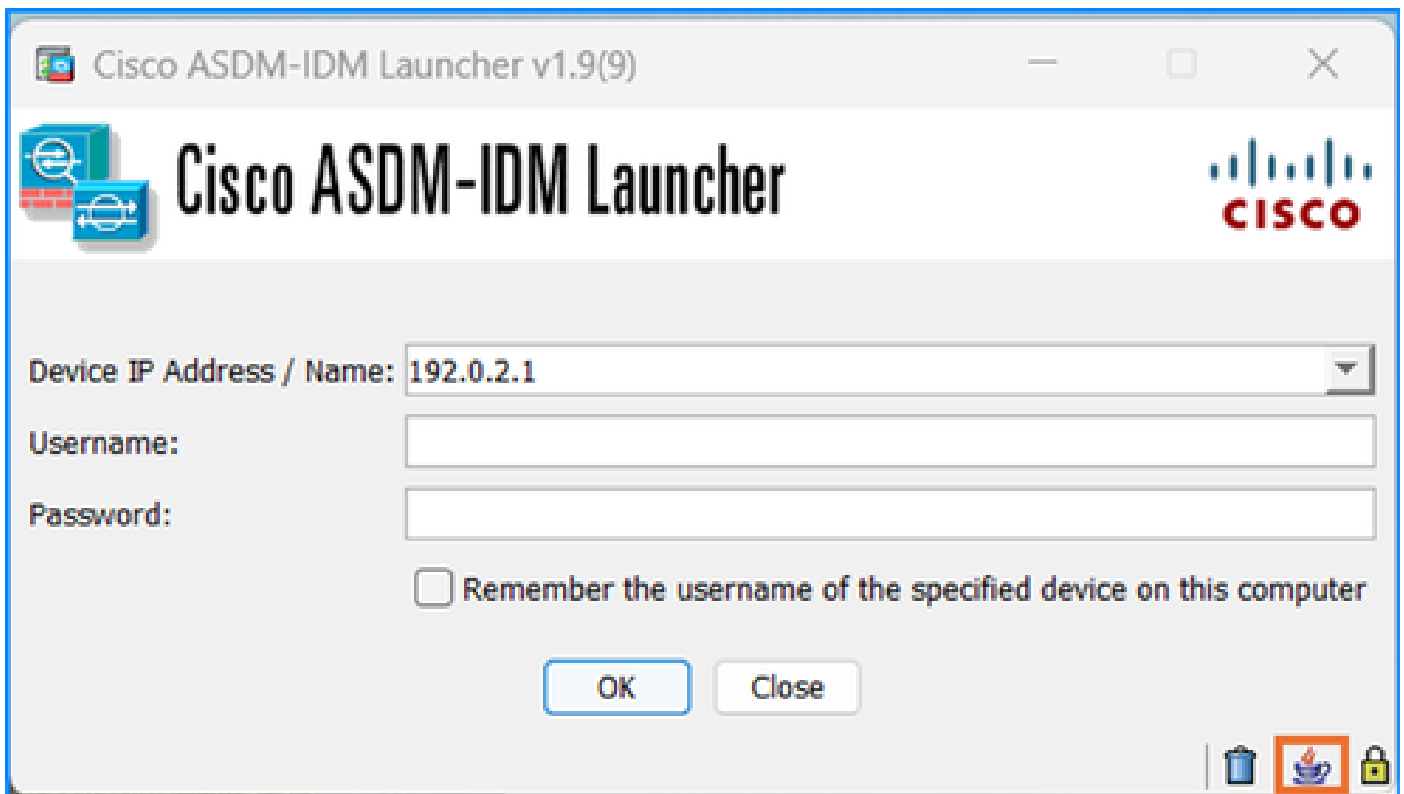 Cisco ASDM-IDM Launcher v1.9(9)
Cisco ASDM-IDM Launcher
CISCO
Device IP Address / Name: 192.0.2.1
Username:
Password:
Remember the username of the specified device on this computer
OK Close